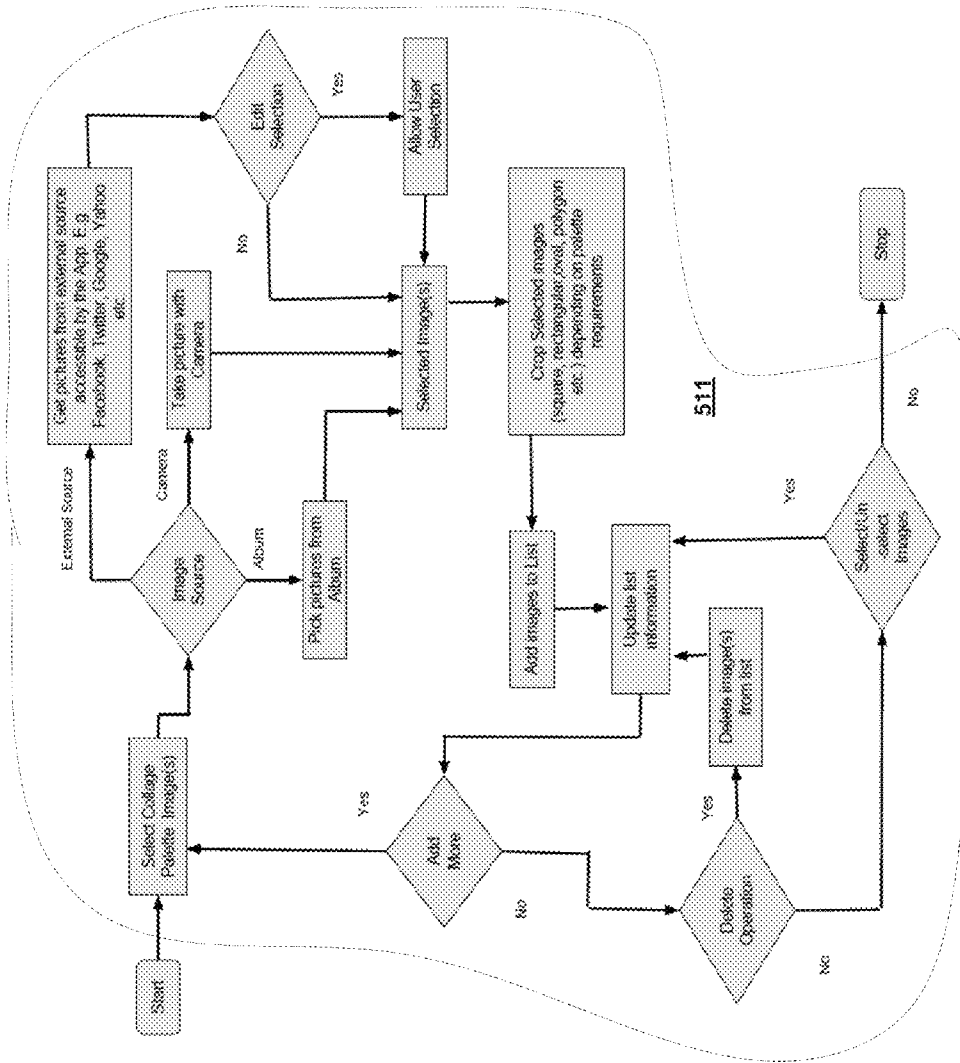 Start
Select Collage
Palette Image(s)
Image
Source
External Source
Camera
Album
Get pictures from external source
accessible by the App E.g.
Facebook, Twitter, Google, Yahoo
etc
Take picture with
Camera
Pick pictures from
Album
Edit
Selection
Yes
No
Allow User
Selection
Selected Image(s)
Crop Selected images
(square, rectangular, oval, polygon
etc.) depending on palette
requirements
Add Images to List
Update list
information
Add
More
Yes
No
Delete
Operation
Yes
No
Delete Image(s)
from list
Select/un
-select
Images
Yes
No
Stop
511